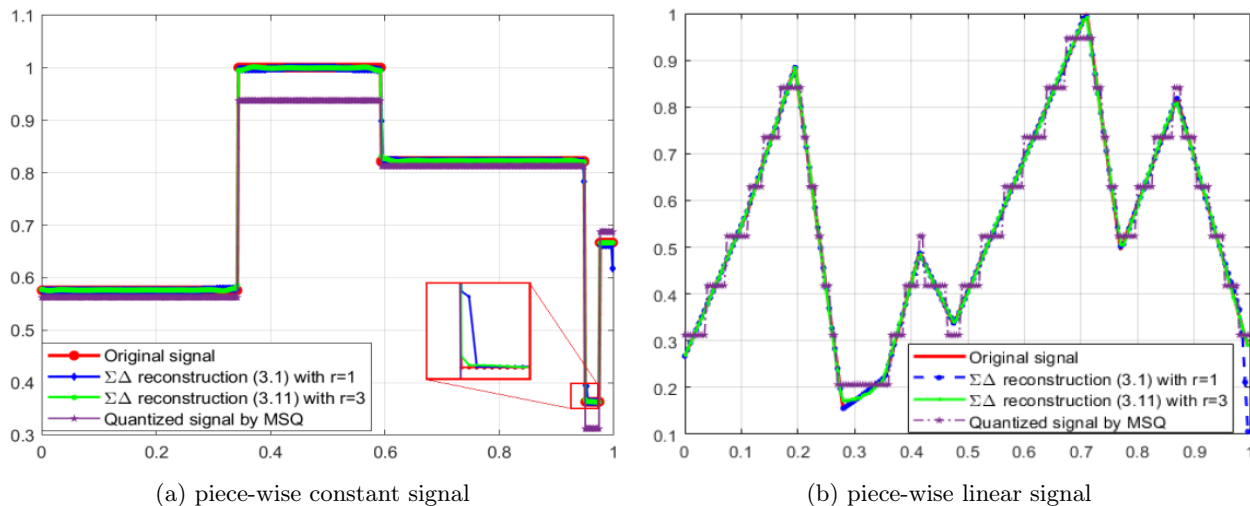 1.1
1
0.9
0.8
0.7
0.6
0.5
0.4
0.3
0 0.2 0.4 0.6 0.8 1
Original signal
ΣΔ reconstruction (3.1) with r=1
ΣΔ reconstruction (3.11) with r=3
Quantized signal by MSQ
(a) piece-wise constant signal
1
0.9
0.8
0.7
0.6
0.5
0.4
0.3
0.2
0.1
0 0.1 0.2 0.3 0.4 0.5 0.6 0.7 0.8 0.9 1
Original signal
ΣΔ reconstruction (3.1) with r=1
ΣΔ reconstruction (3.11) with r=3
Quantized signal by MSQ
(b) piece-wise linear signal